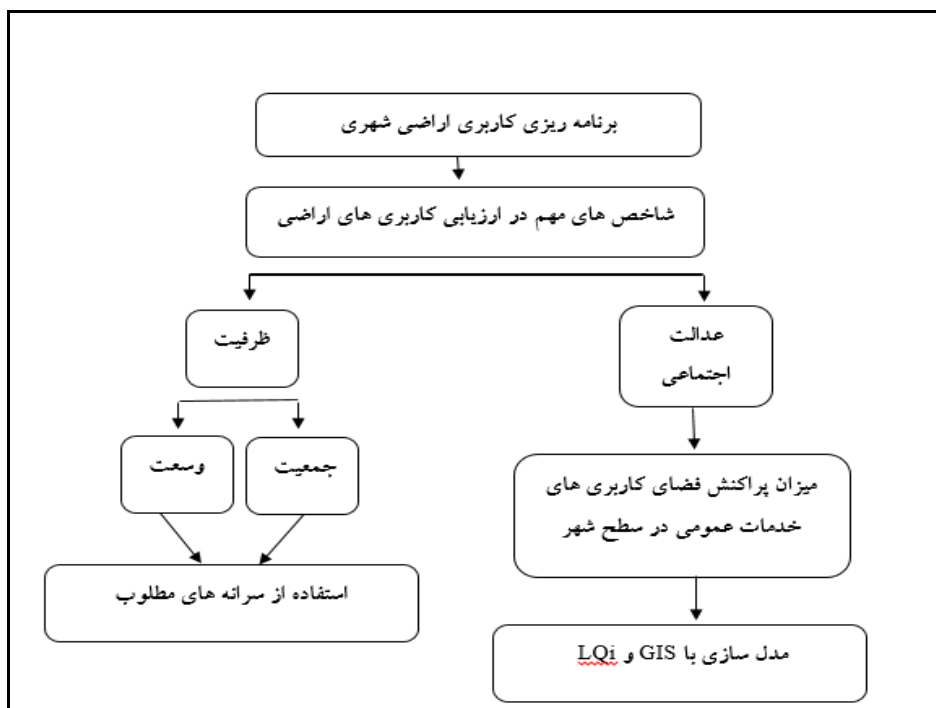 برنامه ریزی کاربری اراضی شهری
شاخص های مهم در ارزیابی کاربری های اراضی
عدالت
اجتماعی
ظرفیت
جمعیت
وسعت
میزان پراکنش فضای کاربری های
خدمات عمومی در سطح شهر
استفاده از سرانه های مطلوب
مدل سازی با GIS و LQi